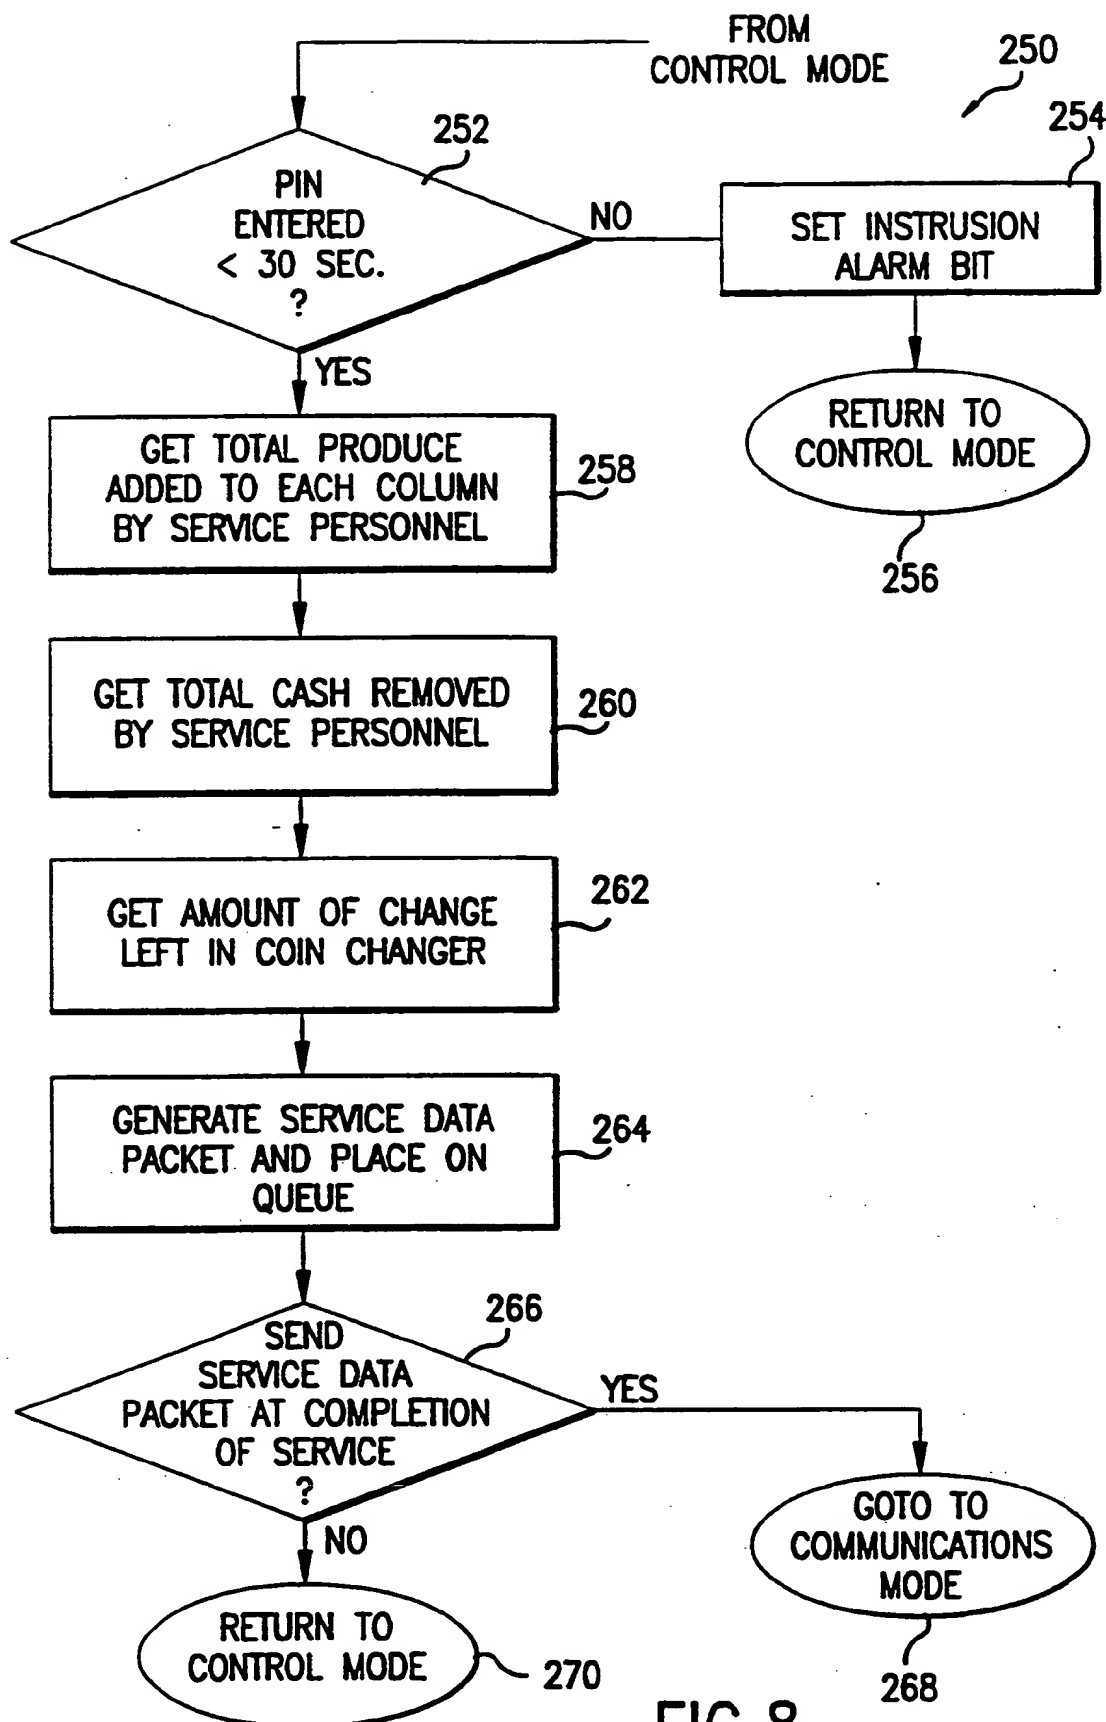 FROM
CONTROL MODE
250
252
254
PIN
ENTERED
< 30 SEC.
?
NO
SET INSTRUSION
ALARM BIT
YES
RETURN TO
CONTROL MODE
256
GET TOTAL PRODUCE
ADDED TO EACH COLUMN
BY SERVICE PERSONNEL
258
GET TOTAL CASH REMOVED
BY SERVICE PERSONNEL
260
GET AMOUNT OF CHANGE
LEFT IN COIN CHANGER
262
GENERATE SERVICE DATA
PACKET AND PLACE ON
QUEUE
264
266
SEND
SERVICE DATA
PACKET AT COMPLETION
OF SERVICE
?
YES
NO
GOTO TO
COMMUNICATIONS
MODE
268
RETURN TO
CONTROL MODE
270
FIG.8